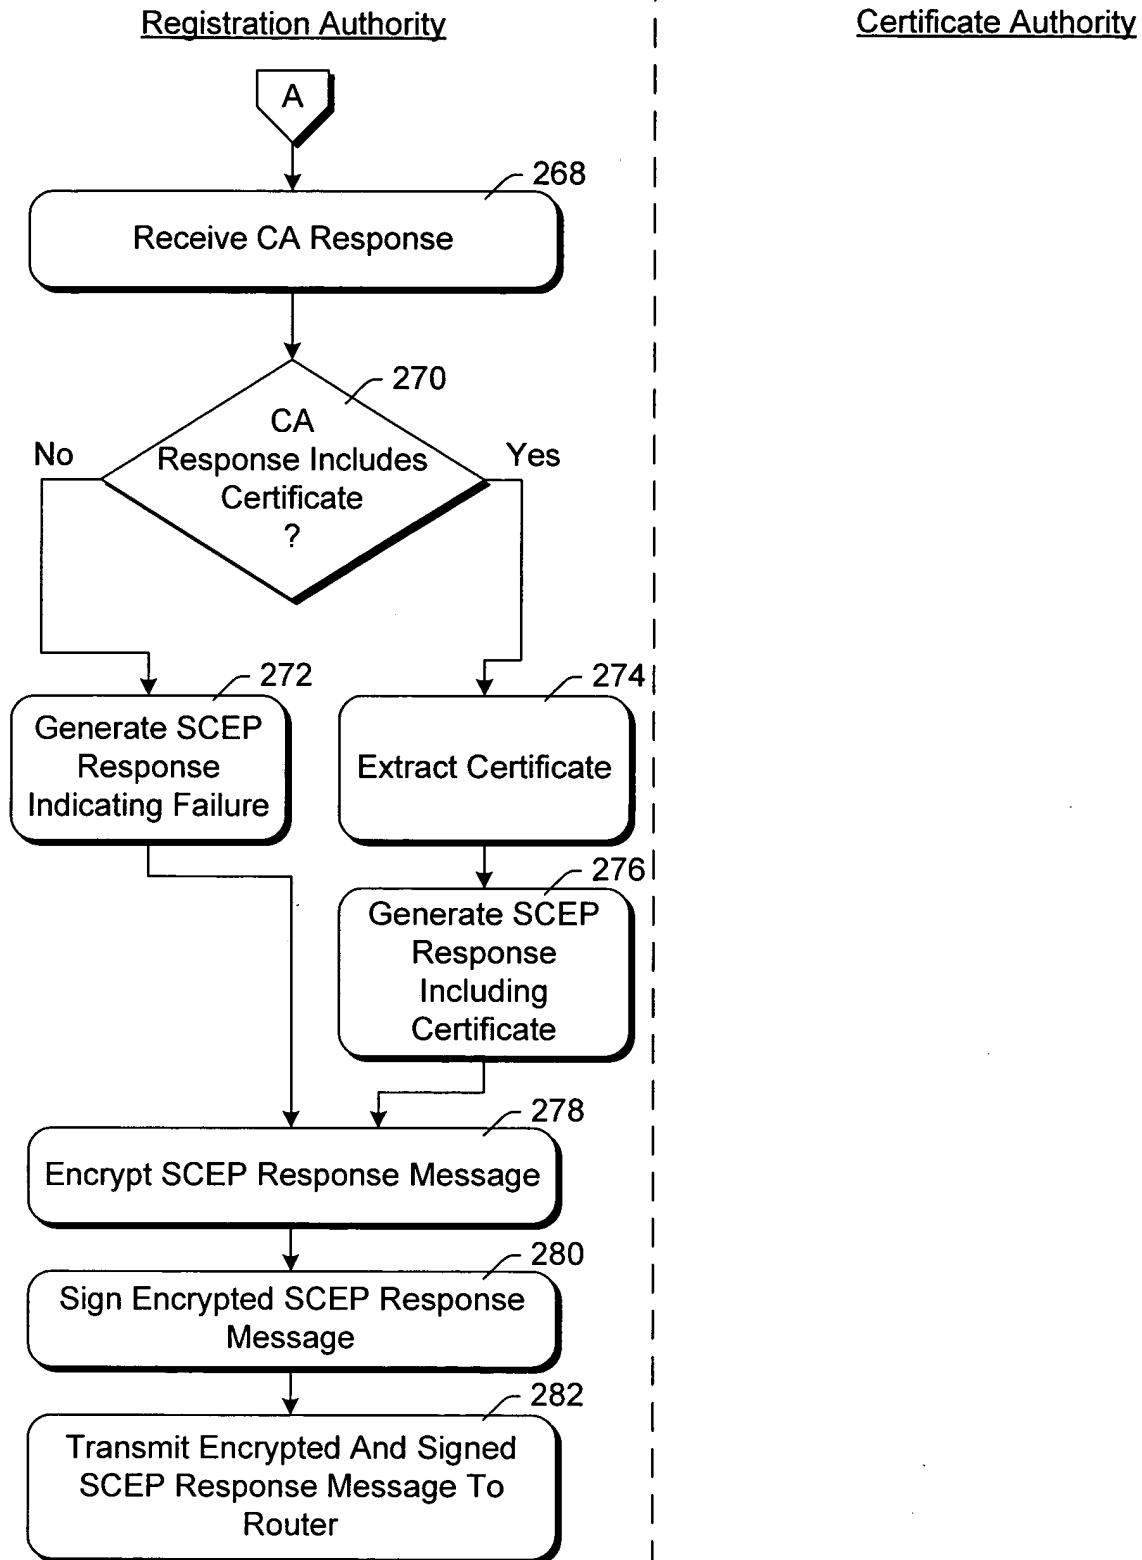 Registration Authority
Certificate Authority
A
268
Receive CA Response
270
CA
Response Includes
Certificate
?
No
Yes
272
Generate SCEP
Response
Indicating Failure
274
Extract Certificate
276
Generate SCEP
Response
Including
Certificate
278
Encrypt SCEP Response Message
280
Sign Encrypted SCEP Response
Message
282
Transmit Encrypted And Signed
SCEP Response Message To
Router